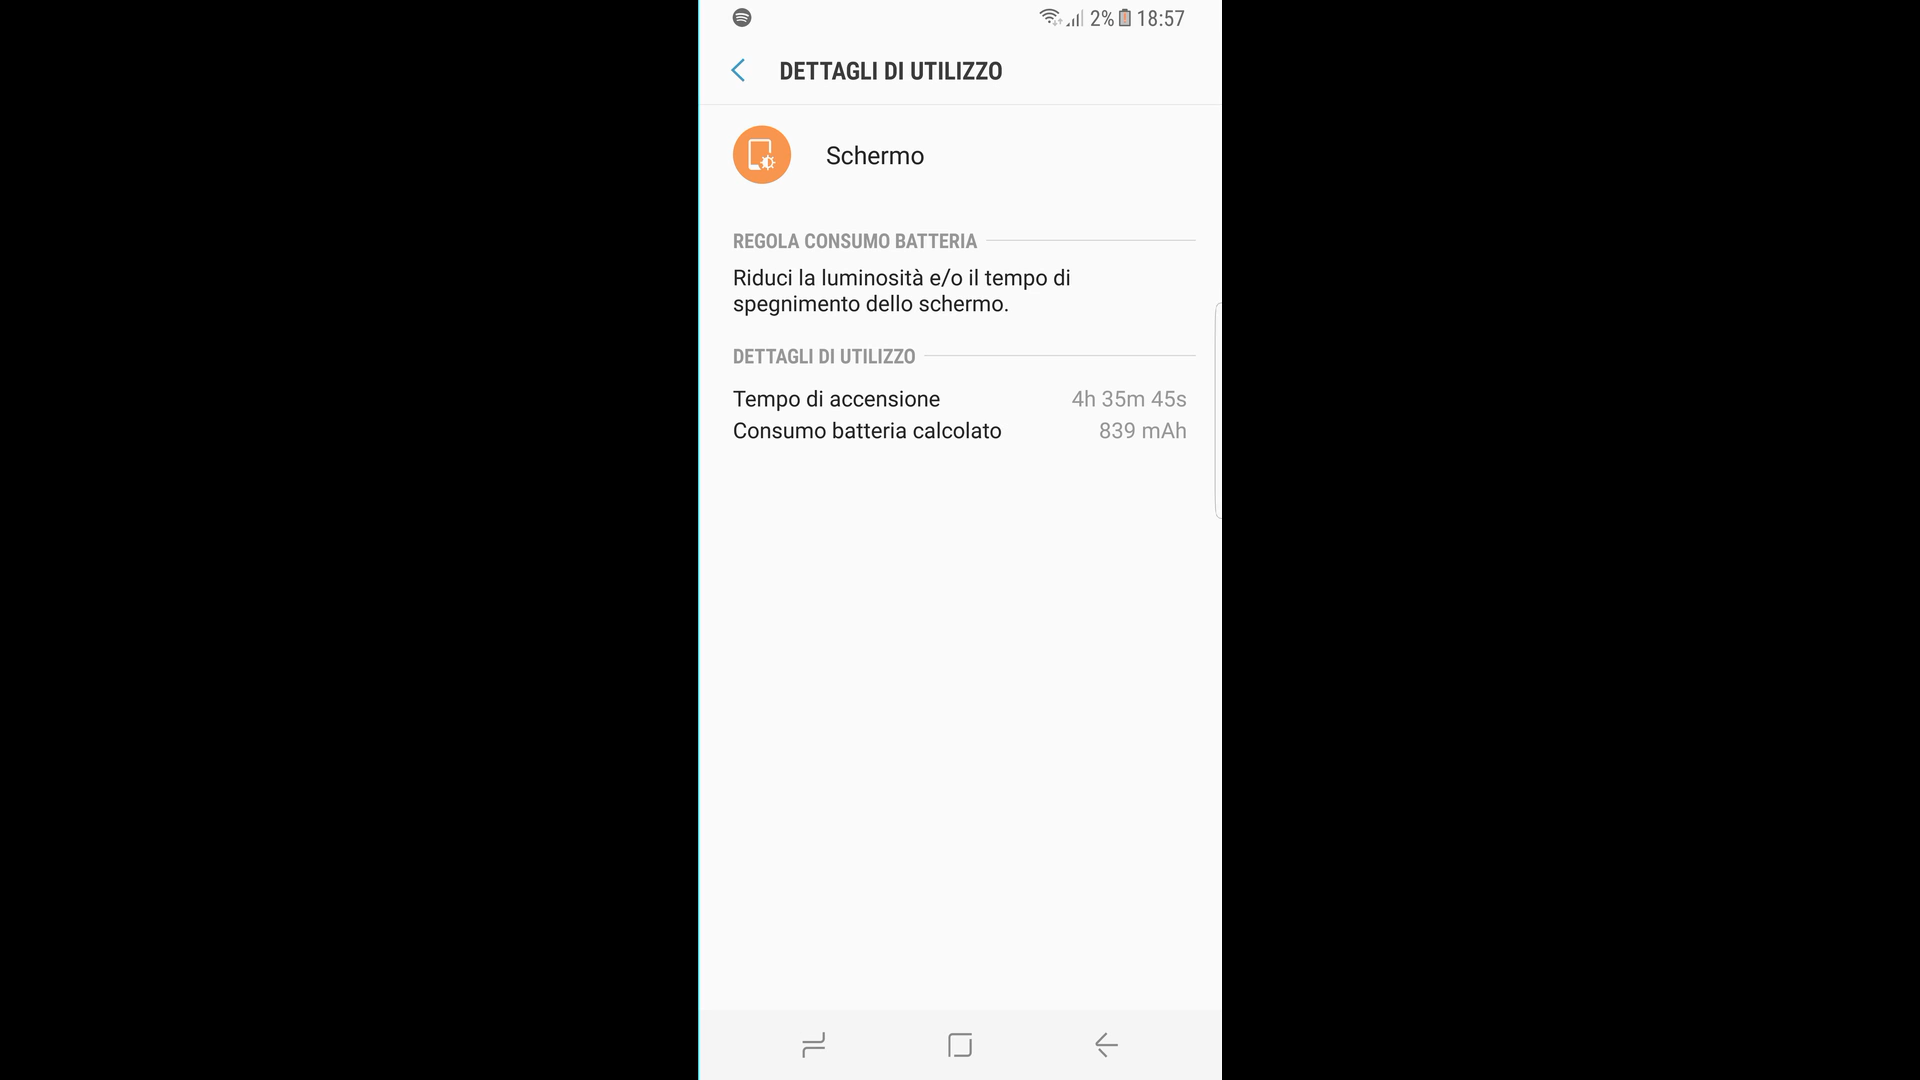 2% 18:57
DETTAGLI DI UTILIZZO
Schermo
REGOLA CONSUMO BATTERIA
Riduci la luminosità e/o il tempo di
spegnimento dello schermo.
DETTAGLI DI UTILIZZO
Tempo di accensione 4h 35m 45s
Consumo batteria calcolato 839 mAh